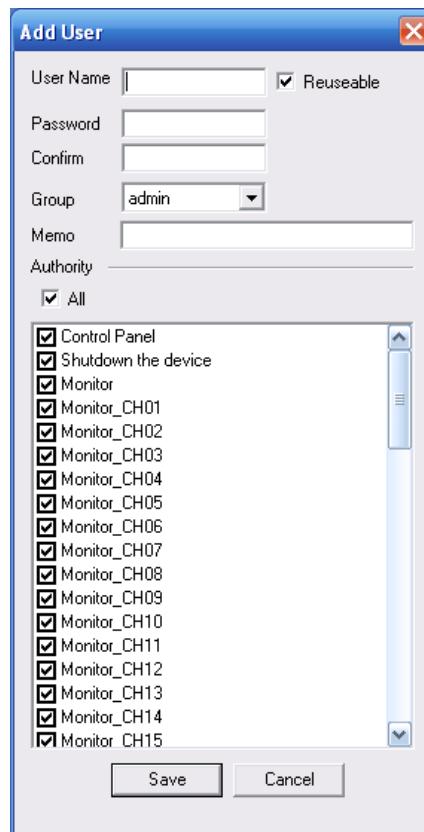 Add User
User Name Reuseable
Password
Confirm
Group admin
Memo
Authority
All
Control Panel
Shutdown the device
Monitor
Monitor_CH01
Monitor_CH02
Monitor_CH03
Monitor_CH04
Monitor_CH05
Monitor_CH06
Monitor_CH07
Monitor_CH08
Monitor_CH09
Monitor_CH10
Monitor_CH11
Monitor_CH12
Monitor_CH13
Monitor_CH14
Monitor_CH15
Save Cancel